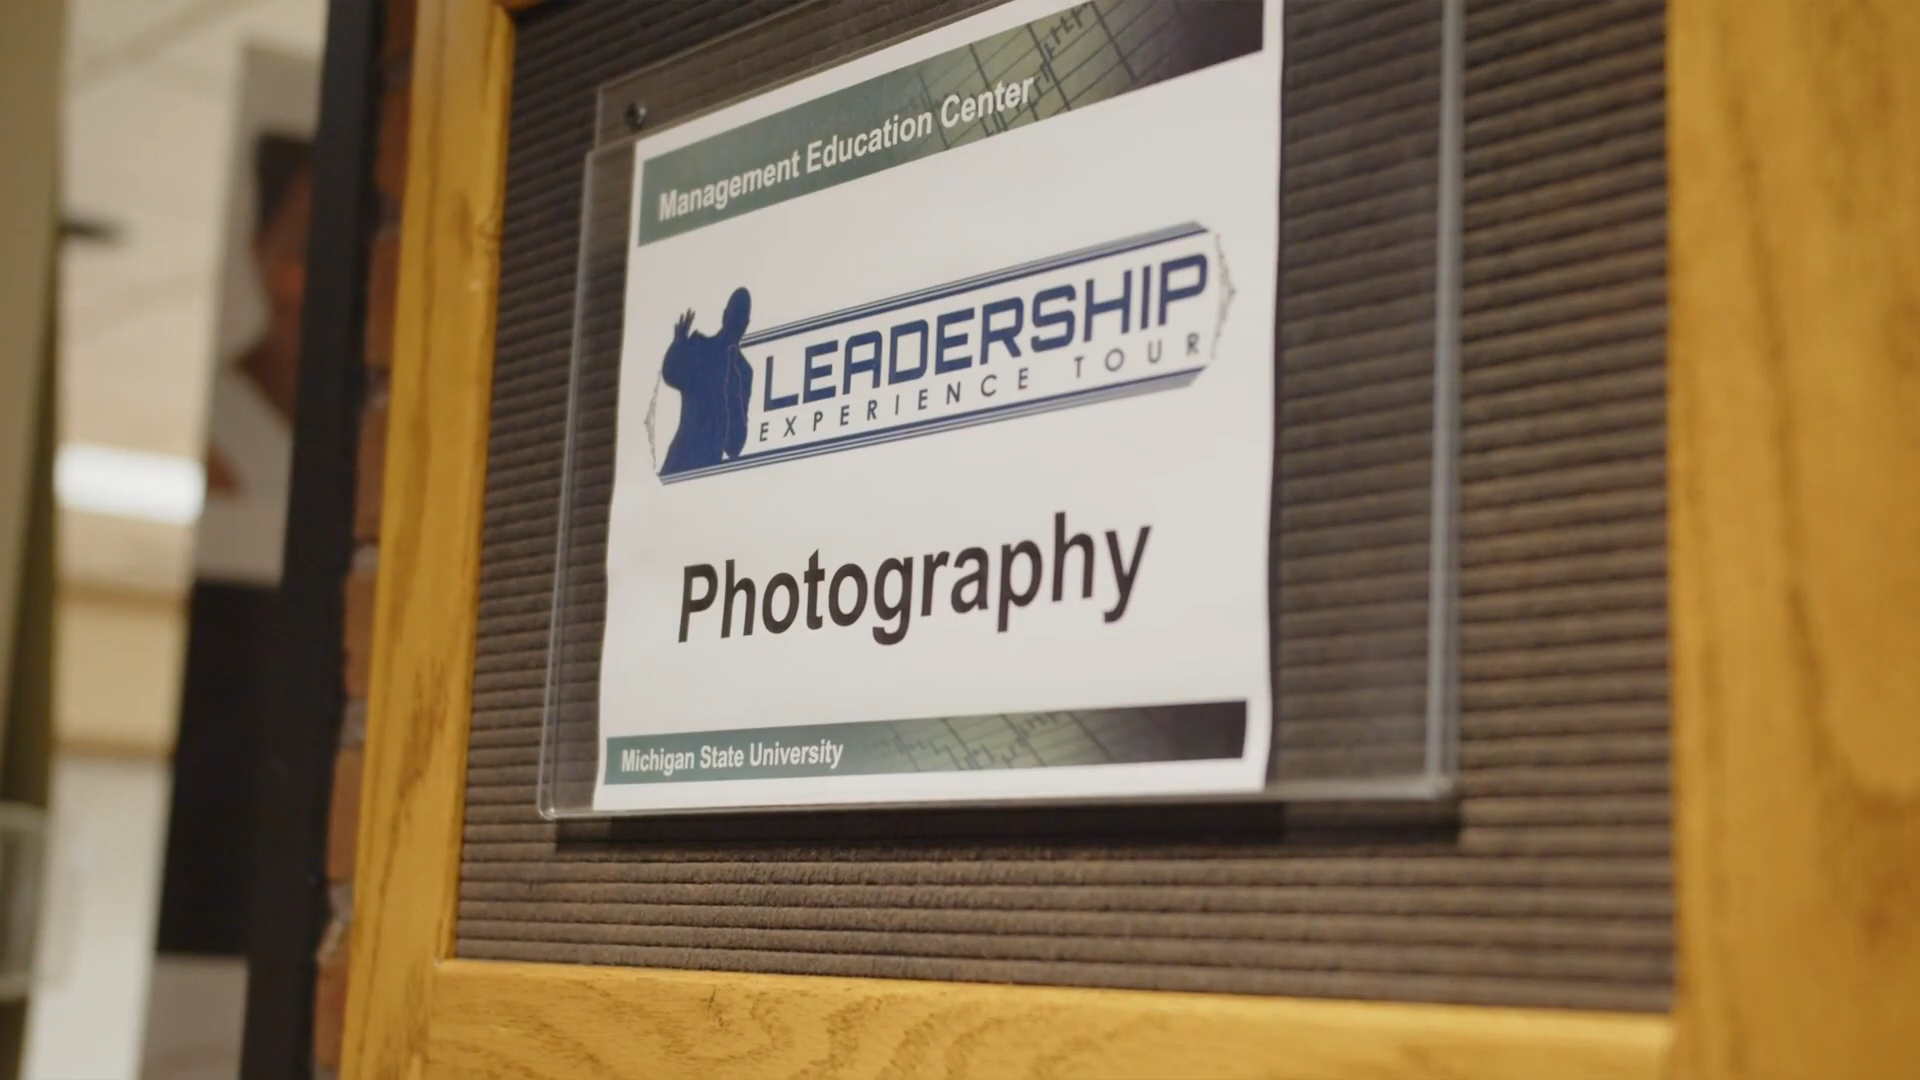 Management Education Center
LEADERSHIP
EXPERIENCE TOUR
Photography
Michigan State University